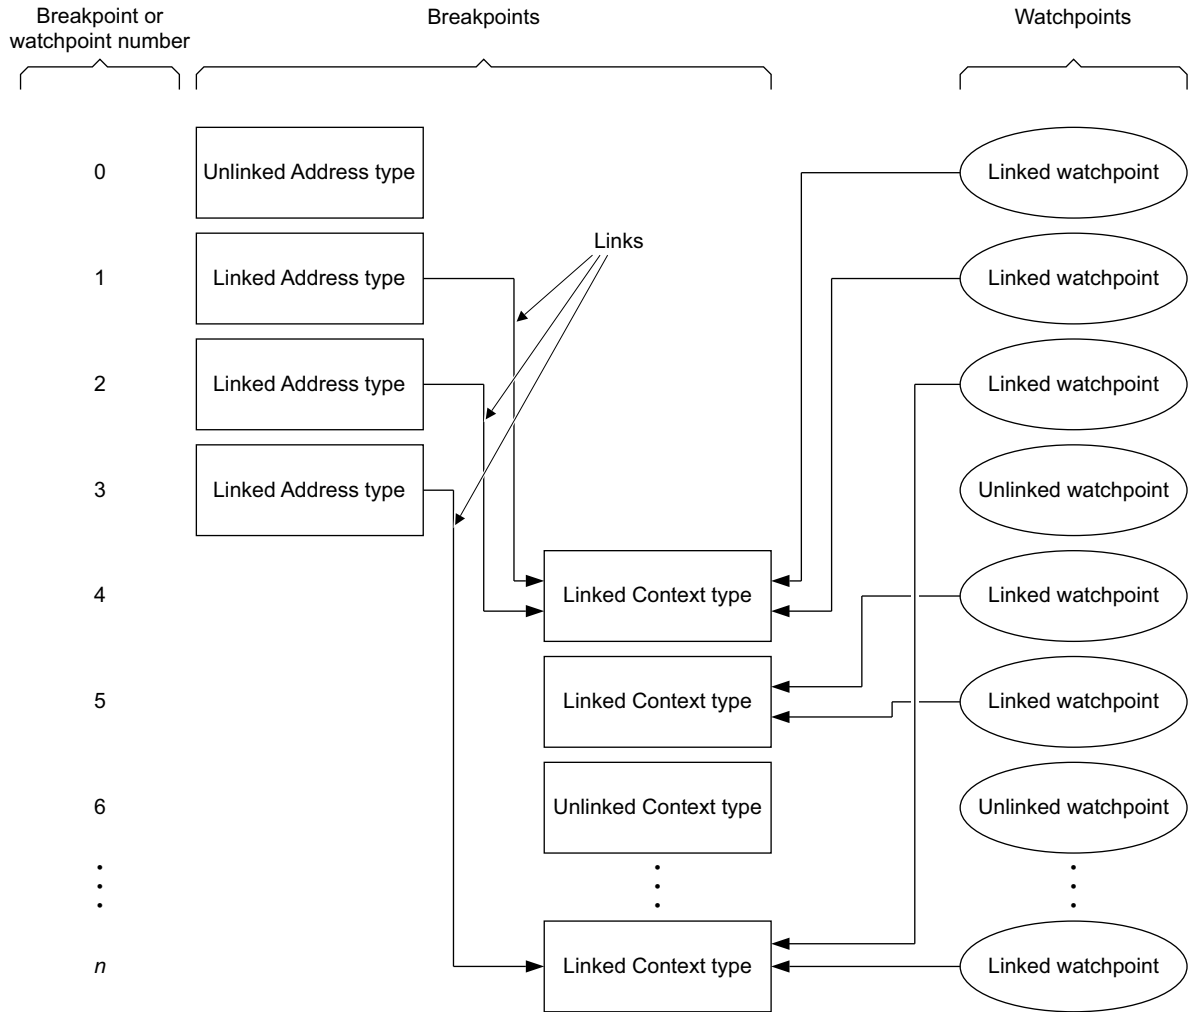 Breakpoint or
watchpoint number
Breakpoints
Watchpoints
0
Unlinked Address type
Linked watchpoint
Links
1
Linked Address type
Linked watchpoint
2
Linked Address type
Linked watchpoint
3
Linked Address type
Unlinked watchpoint
4
Linked Context type
Linked watchpoint
5
Linked Context type
Linked watchpoint
6
Unlinked Context type
Unlinked watchpoint
n
Linked Context type
Linked watchpoint